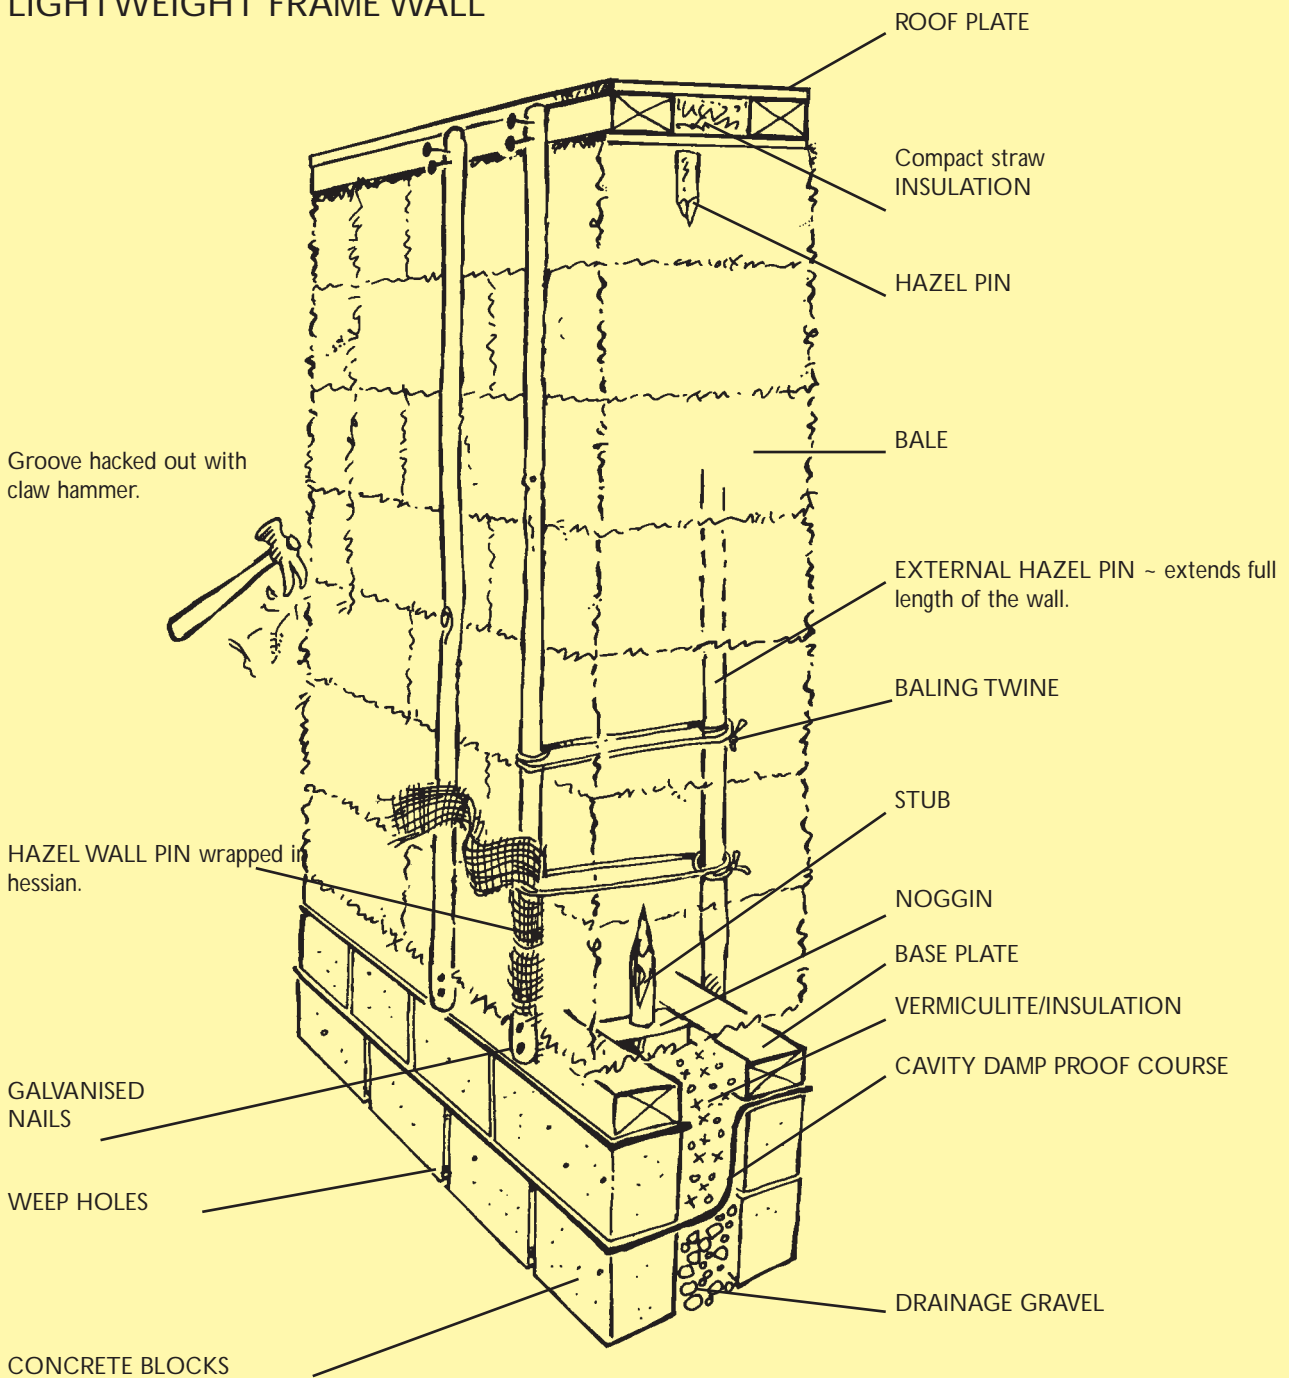 LIGHTWEIGHT FRAME WALL
ROOF PLATE
Compact straw
INSULATION
HAZEL PIN
BALE
Groove hacked out with
claw hammer.
EXTERNAL HAZEL PIN ~ extends full
length of the wall.
BALING TWINE
STUB
HAZEL WALL PIN wrapped in
hessian.
NOGGIN
BASE PLATE
VERMICULITE/INSULATION
CAVITY DAMP PROOF COURSE
GALVANISED
NAILS
WEEP HOLES
DRAINAGE GRAVEL
CONCRETE BLOCKS